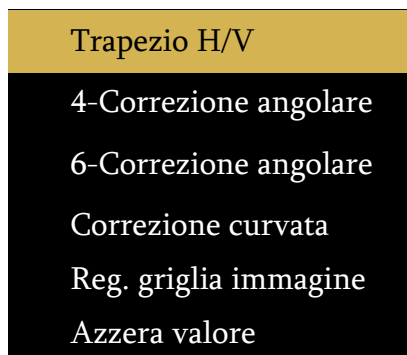 Trapezio H/V
4-Correzione angolare
6-Correzione angolare
Correzione curvata
Reg. griglia immagine
Azzera valore